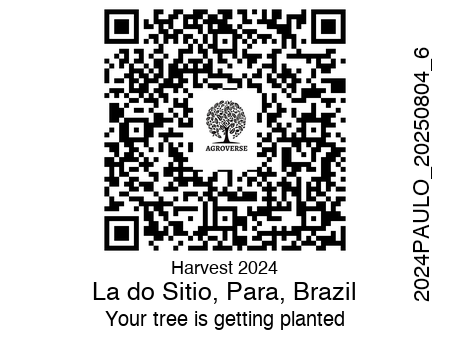 AGROVERSE
Harvest 2024
La do Sitio, Para, Brazil
Your tree is getting planted
2024PAULO_20250804_6